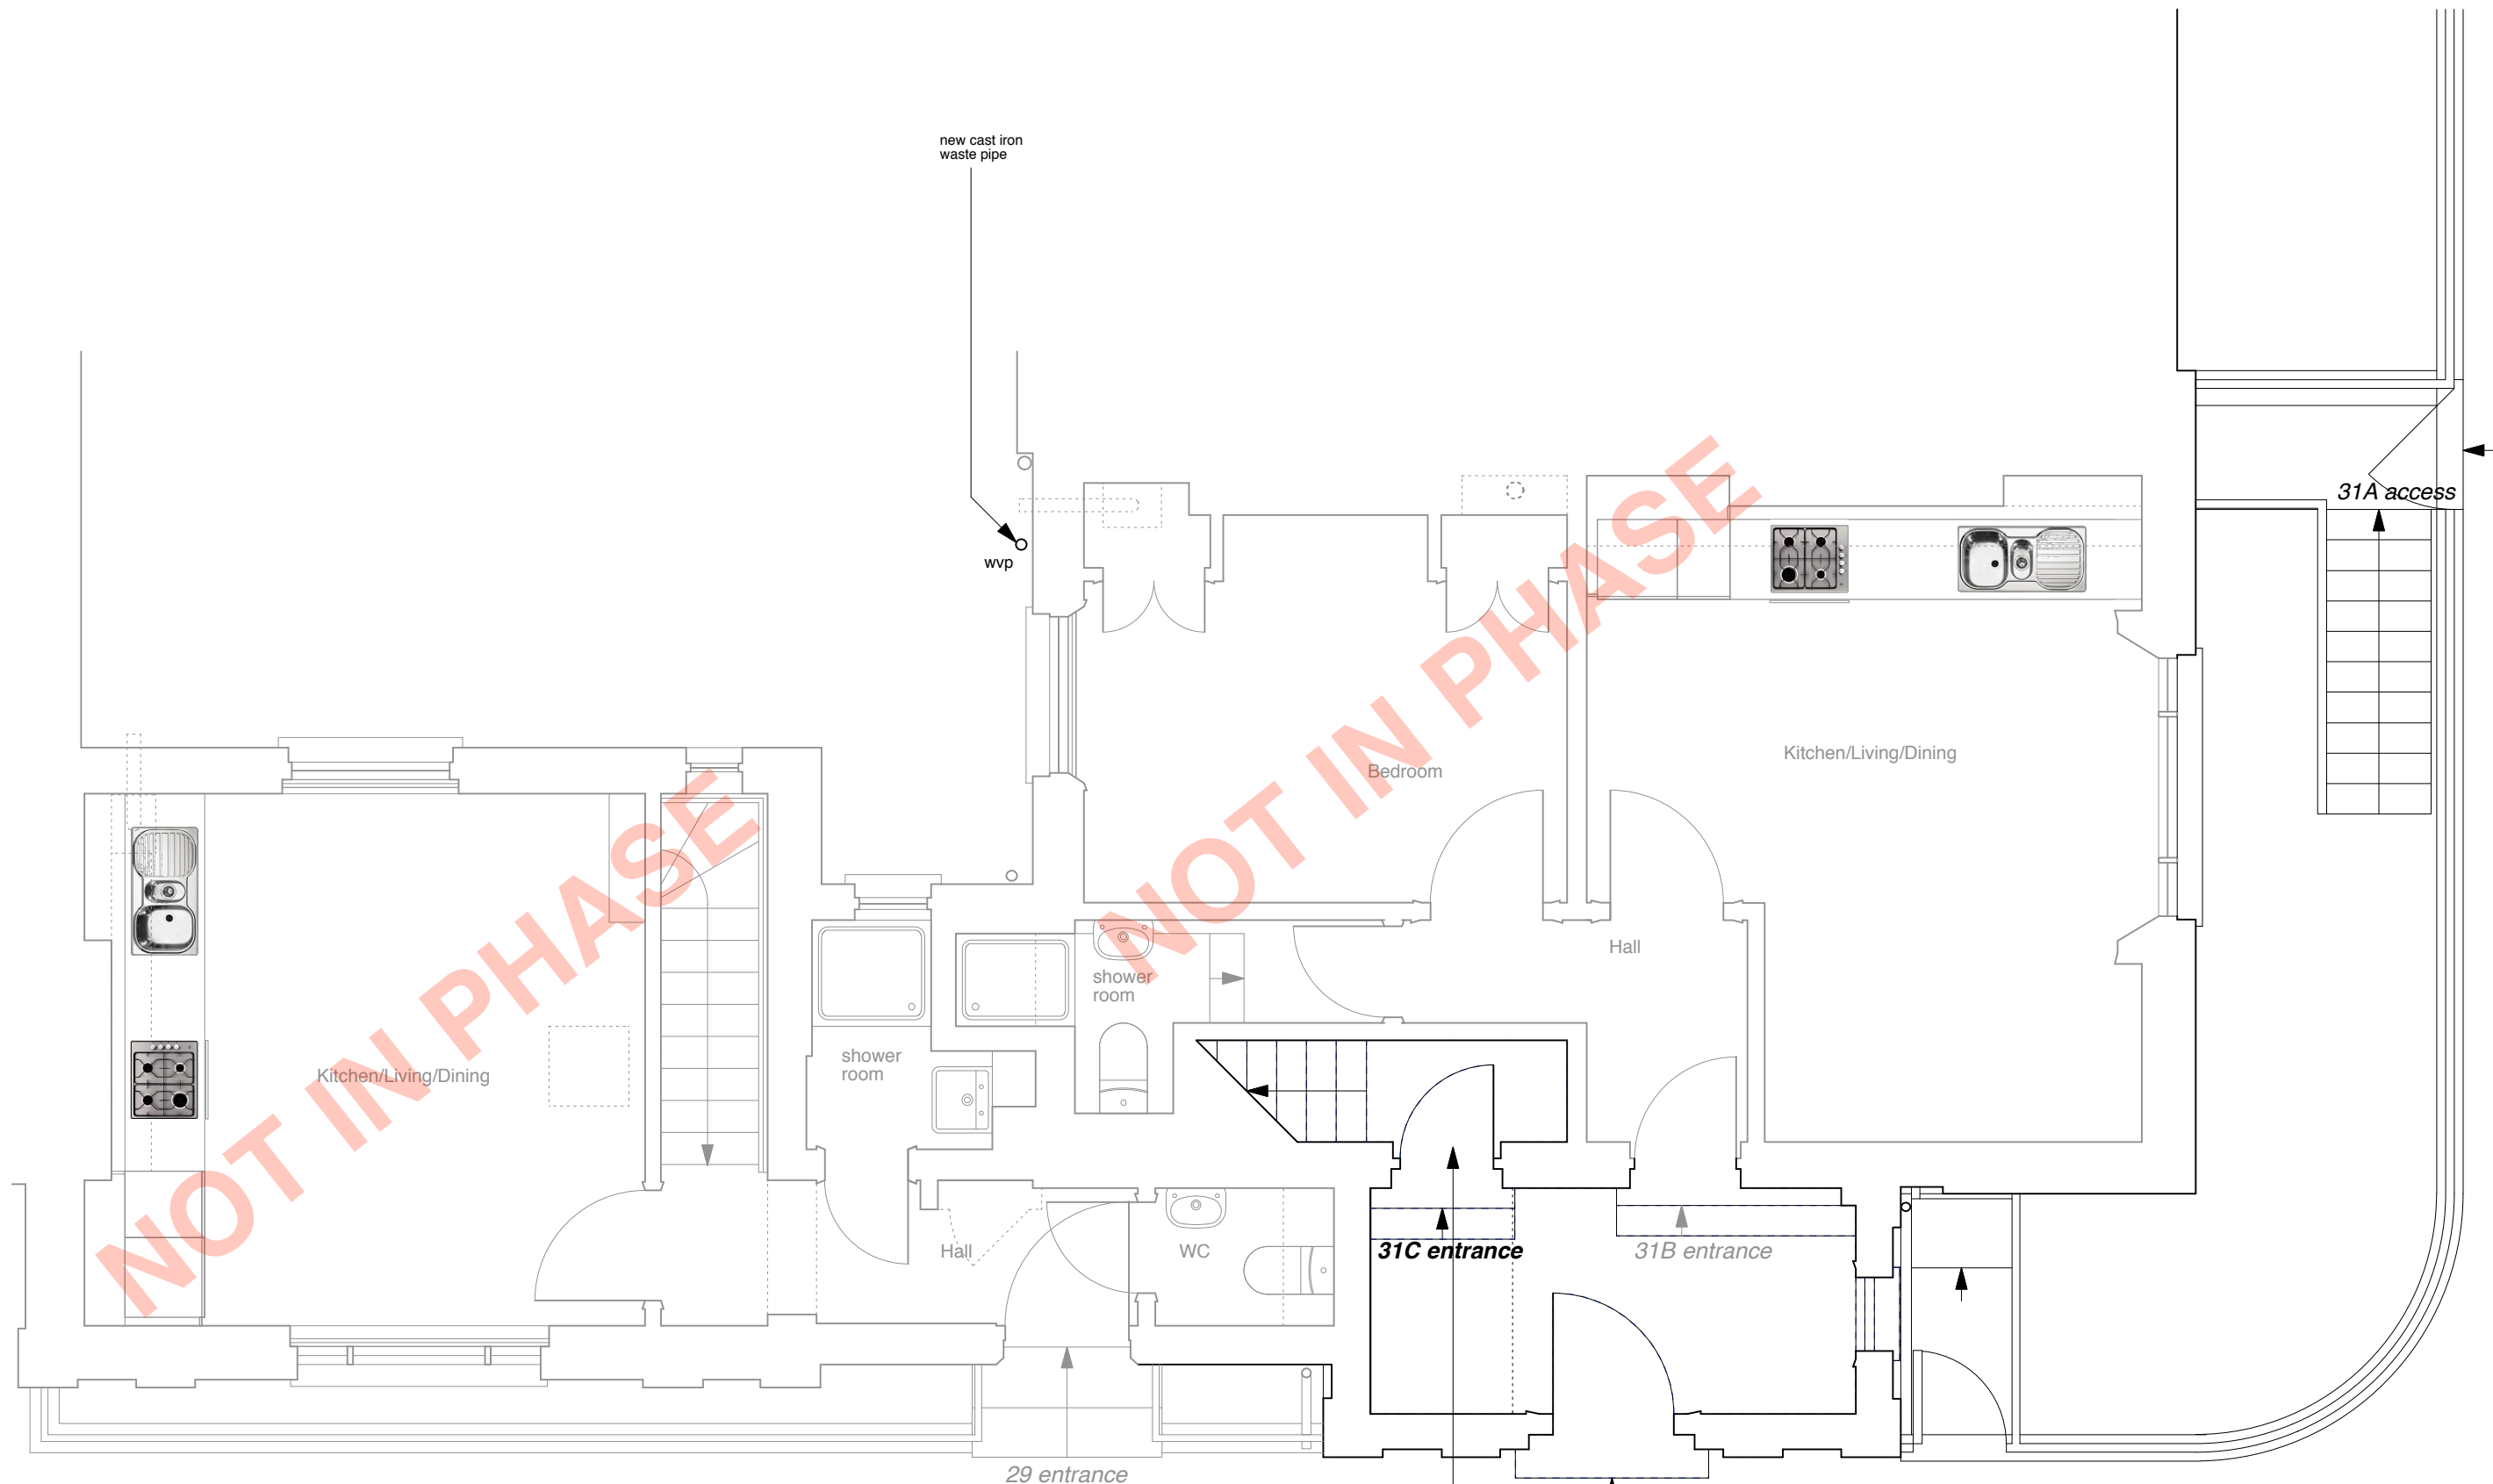 new cast iron
waste pipe
wvp
31A access
NOT IN PHASE
NOT IN PHASE
Bedroom
Kitchen/Living/Dining
Hall
shower
room
shower
room
Kitchen/Living/Dining
Hall
WC
31C entrance
31B entrance
29 entrance